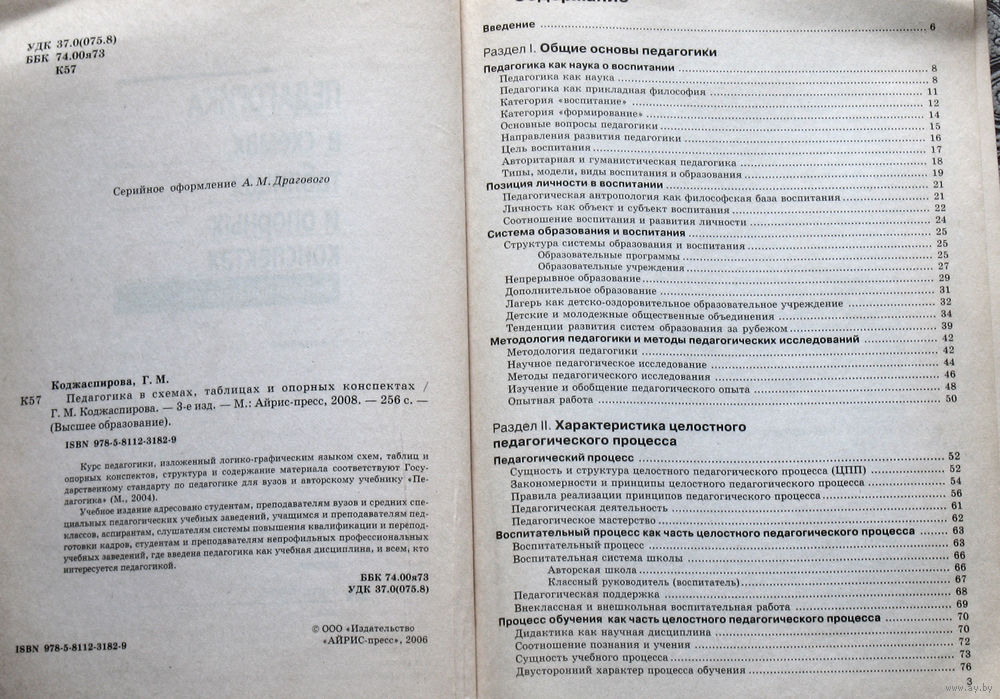 УДК 37.0(075.8)
ББК 74.00я73
К57
Серийное оформление А. М. Драгового
Коджаспирова, Г. М.
К57 Педагогика в схемах, таблицах и опорных конспектах /
Г. М. Коджаспирова. — 3-е изд. — М.: Айрис-пресс, 2008. — 256 с. —
(Высшее образование).
ISBN 978-5-8112-3182-9
Курс педагогики, изложенный логико-графическим языком схем, таблиц и
опорных конспектов, структура и содержание материала соответствуют Госу-
дарственному стандарту по педагогике для вузов и авторскому учебнику «Пе-
дагогика» (М., 2004).
Учебное издание адресовано студентам, преподавателям вузов и средних спе-
циальных педагогических учебных заведений, учащимся и преподавателям пед-
классов, аспирантам, слушателям системы повышения квалификации и перепод-
готовки кадров, студентам и преподавателям непрофильных профессиональных
учебных заведений, где введена педагогика как учебная дисциплина, и всем, кто
интересуется педагогикой.
ББК 74.00я73
УДК 37.0(075.8)
© ООО «Издательство
«АЙРИС-пресс», 2006
ISBN 978-5-8112-3182-9
Содержание
Введение ... 6
Раздел I. Общие основы педагогики
Педагогика как наука о воспитании ... 8
Педагогика как наука ... 8
Педагогика как прикладная философия ... 11
Категория «воспитание» ... 12
Категория «формирование» ... 14
Основные вопросы педагогики ... 15
Направления развития педагогики ... 16
Цель воспитания ... 17
Авторитарная и гуманистическая педагогика ... 18
Типы, модели, виды воспитания и образования ... 19
Позиция личности в воспитании ... 21
Педагогическая антропология как философская база воспитания ... 21
Личность как объект и субъект воспитания ... 22
Соотношение воспитания и развития личности ... 24
Система образования и воспитания ... 25
Структура системы образования и воспитания ... 25
Образовательные программы ... 25
Образовательные учреждения ... 27
Непрерывное образование ... 29
Дополнительное образование ... 31
Лагерь как детско-оздоровительное образовательное учреждение ... 32
Детские и молодежные общественные объединения ... 34
Тенденции развития систем образования за рубежом ... 39
Методология педагогики и методы педагогических исследований ... 42
Методология педагогики ... 42
Научное педагогическое исследование ... 44
Методы педагогического исследования ... 46
Изучение и обобщение педагогического опыта ... 48
Опытная работа ... 50
Раздел II. Характеристика целостного
педагогического процесса
Педагогический процесс ... 52
Сущность и структура целостного педагогического процесса (ЦПП) ... 52
Закономерности и принципы целостного педагогического процесса ... 54
Правила реализации принципов педагогического процесса ... 56
Педагогическая деятельность ... 61
Педагогическое мастерство ... 62
Воспитательный процесс как часть целостного педагогического процесса ... 63
Воспитательный процесс ... 63
Воспитательная система школы ... 66
Авторская школа ... 66
Классный руководитель (воспитатель) ... 67
Педагогическая поддержка ... 68
Внеклассная и внешкольная воспитательная работа ... 69
Процесс обучения как часть целостного педагогического процесса ... 70
Дидактика как научная дисциплина ... 70
Соотношение познания и учения ... 72
Сущность учебного процесса ... 73
Двусторонний характер процесса обучения ... 76
3
www.ay.by